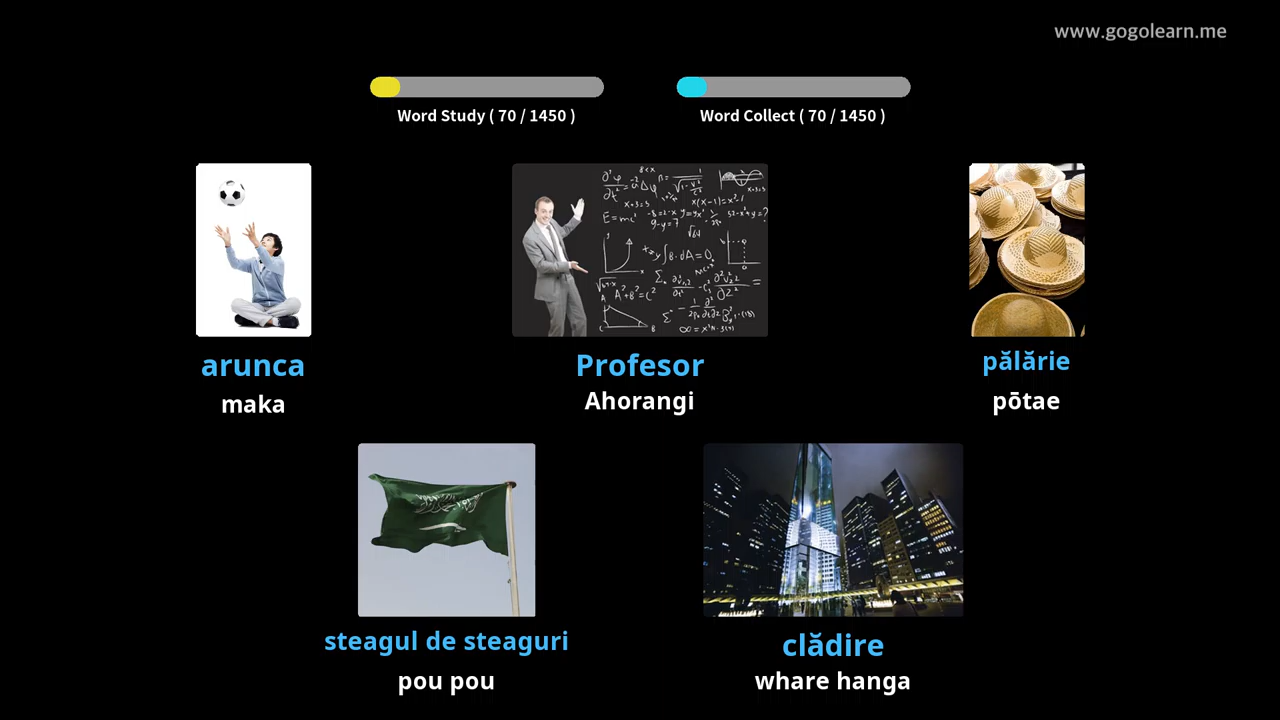 www.gogolearn.me
Word Study ( 70 / 1450 )
Word Collect ( 70 / 1450 )
arunca
maka
Profesor
Ahorangi
pălărie
pōtae
steagul de steaguri
pou pou
clădire
whare hanga